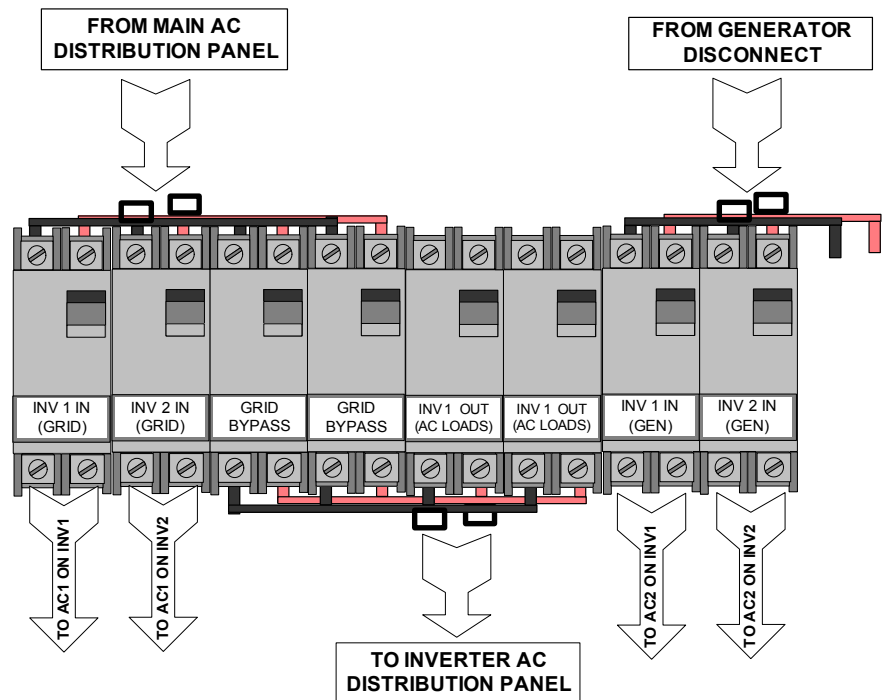 FROM MAIN AC
DISTRIBUTION PANEL
FROM GENERATOR
DISCONNECT
INV 1 IN
(GRID)
INV 2 IN
(GRID)
GRID
BYPASS
GRID
BYPASS
INV 1 OUT
(AC LOADS)
INV 1 OUT
(AC LOADS)
INV 1 IN
(GEN)
INV 2 IN
(GEN)
TO AC1 ON INV1
TO AC1 ON INV2
TO AC2 ON INV1
TO AC2 ON INV2
TO INVERTER AC
DISTRIBUTION PANEL